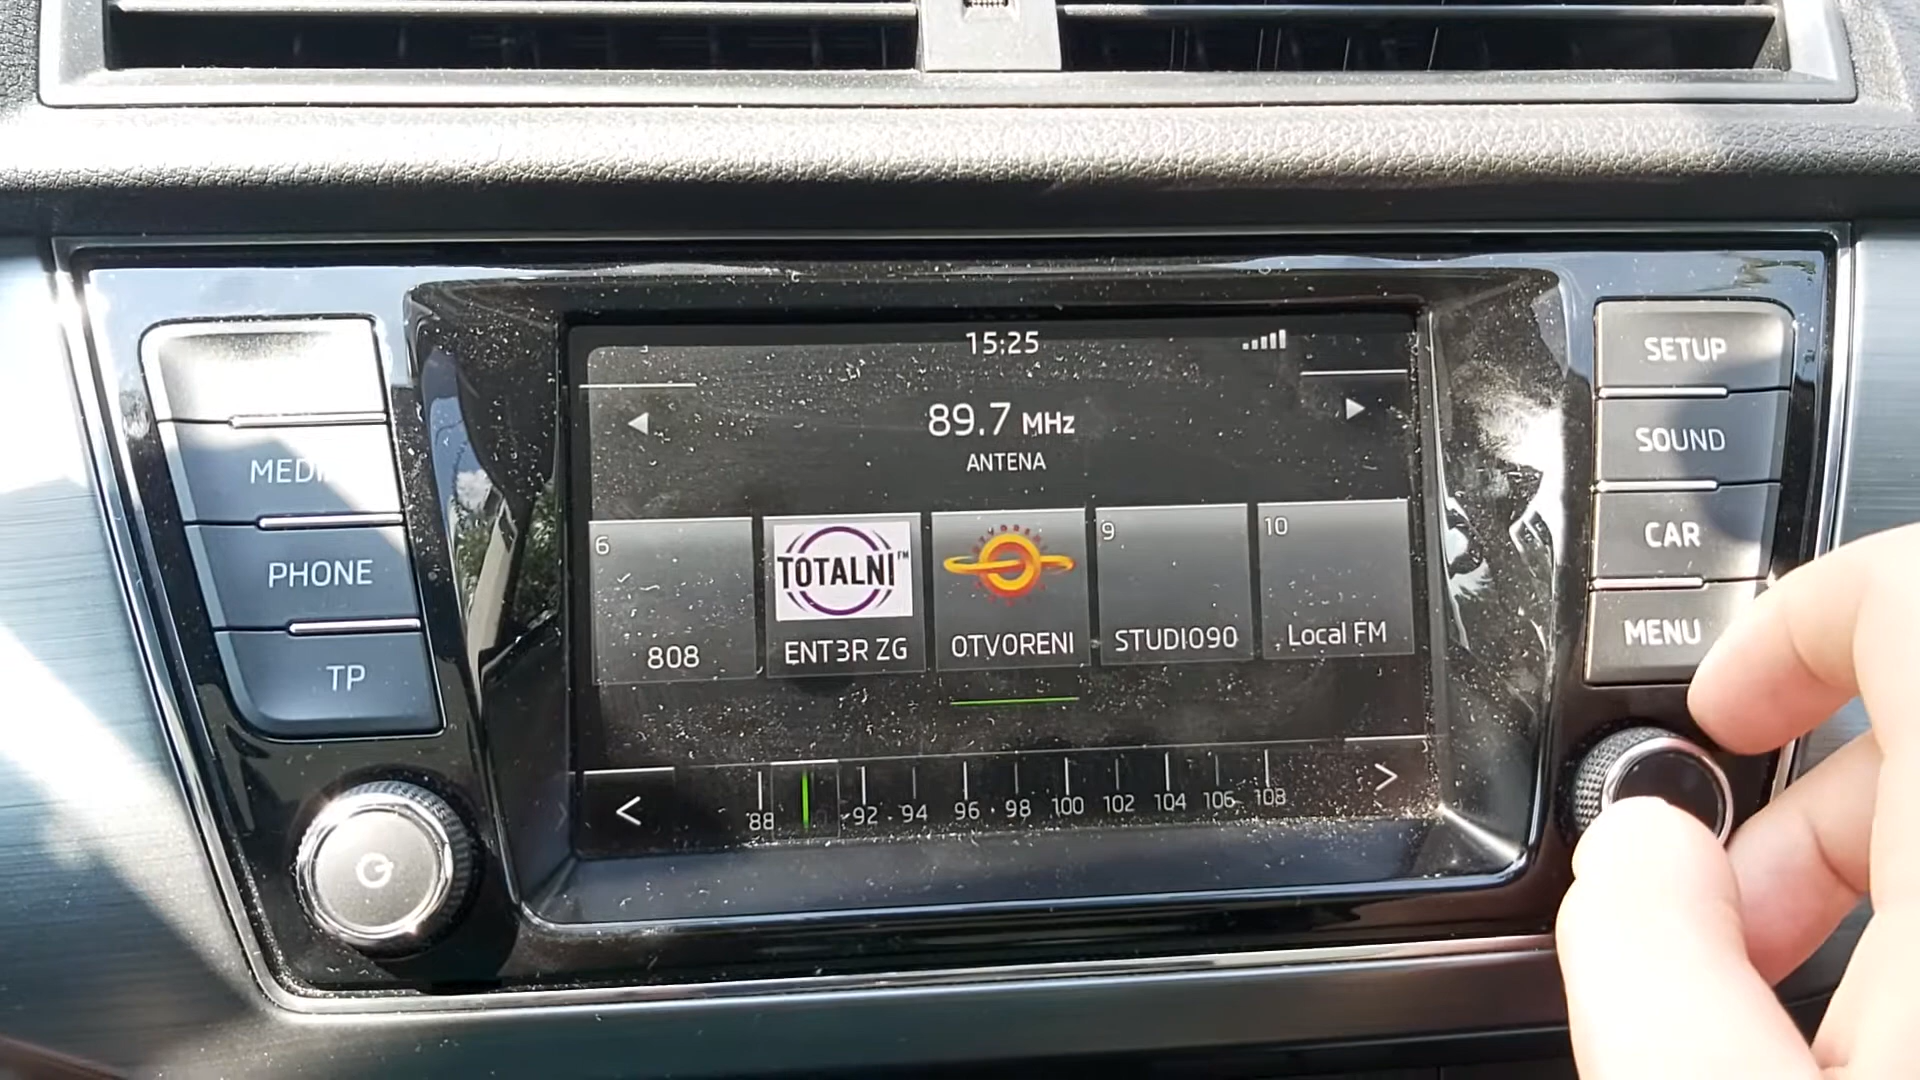 15:25
89.7 MHz
ANTENA
6
808
TOTALNI FM
ENT3R ZG
OTVORENI
9
STUDIO90
10
Local FM
88 92 94 96 98 100 102 104 106 108
PHONE
TP
SETUP
SOUND
CAR
MENU